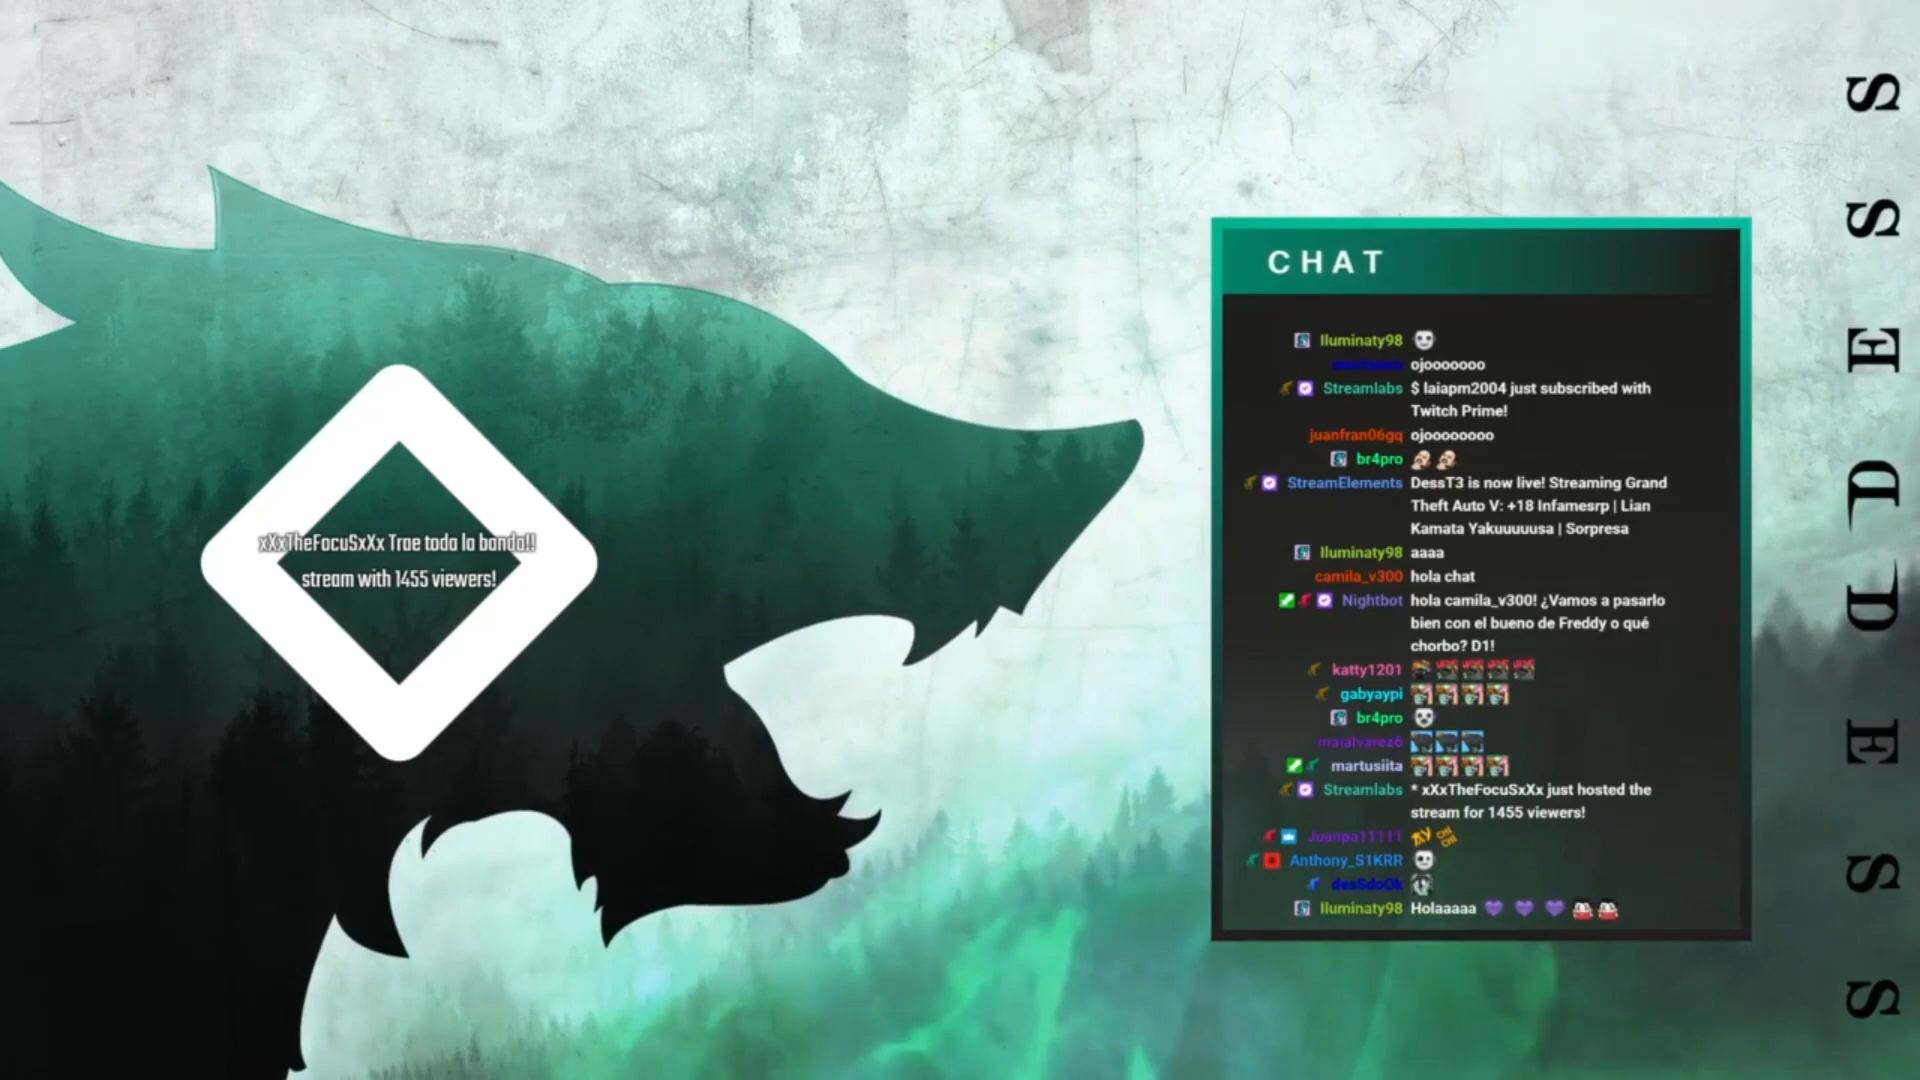 xXxTheFocuSxXx Trae toda la banda!!
stream with 1455 viewers!
CHAT
Iluminaty98
ojooooooo
Streamlabs $ laiapm2004 just subscribed with
Twitch Prime!
juanfran06gq ojoooooooo
br4pro
StreamElements DessT3 is now live! Streaming Grand
Theft Auto V: +18 Infamesrp | Lian
Kamata Yakuuuuusa | Sorpresa
Iluminaty98 aaaa
camila_v300 hola chat
Nightbot hola camila_v300! ¿Vamos a pasarlo
bien con el bueno de Freddy o qué
chorbo? D1!
katty1201
gabyaypi
br4pro
maialvarez6
martusiita
Streamlabs * xXxTheFocuSxXx just hosted the
stream for 1455 viewers!
Juanpa11111
Anthony_S1KRR
desSdoOk
Iluminaty98 Holaaaaa